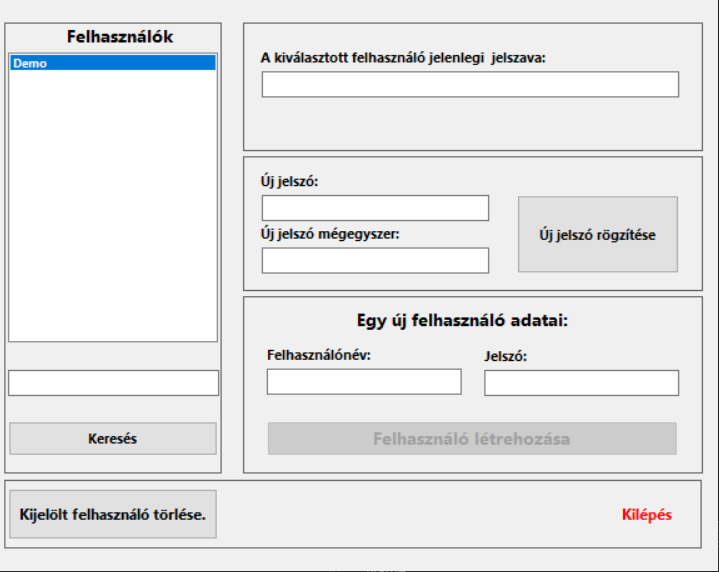 Felhasználók
Demo
Keresés
A kiválasztott felhasználó jelenlegi jelszava:
Új jelszó:
Új jelszó mégegyszer:
Új jelszó rögzítése
Egy új felhasználó adatai:
Felhasználónév:
Jelszó:
Felhasználó létrehozása
Kijelölt felhasználó törlése.
Kilépés